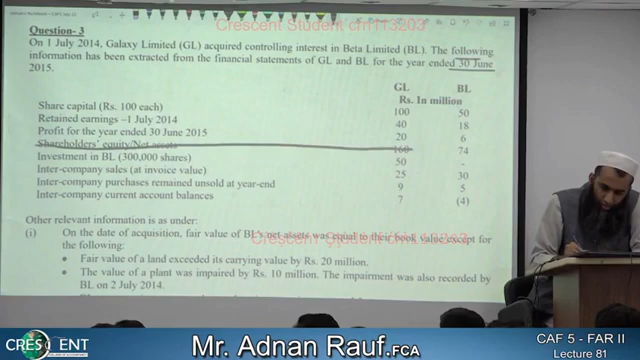 Crescent Student cm113203
Question- 3
On 1 July 2014, Galaxy Limited (GL) acquired controlling interest in Beta Limited (BL). The following
information has been extracted from the financial statements of GL and BL for the year ended 30 June
2015.
GL BL
Rs. In million
Share capital (Rs. 100 each) 100 50
Retained earnings –1 July 2014 40 18
Profit for the year ended 30 June 2015 20 6
Shareholders' equity/Net assets 160 74
Investment in BL (300,000 shares) 50 -
Inter-company sales (at invoice value) 25 30
Inter-company purchases remained unsold at year-end 9 5
Inter-company current account balances 7 (4)
Other relevant information is as under:
(i) On the date of acquisition, fair value of BL's net assets was equal to their book value except for
the following:
Crescent Student
• Fair value of a land exceeded its carrying value by Rs. 20 million.
• The value of a plant was impaired by Rs. 10 million. The impairment was also recorded by
BL on 2 July 2014.
CRESCENT
Mr. Adnan Rauf.FCA
CAF 5 - FAR II
Lecture 81